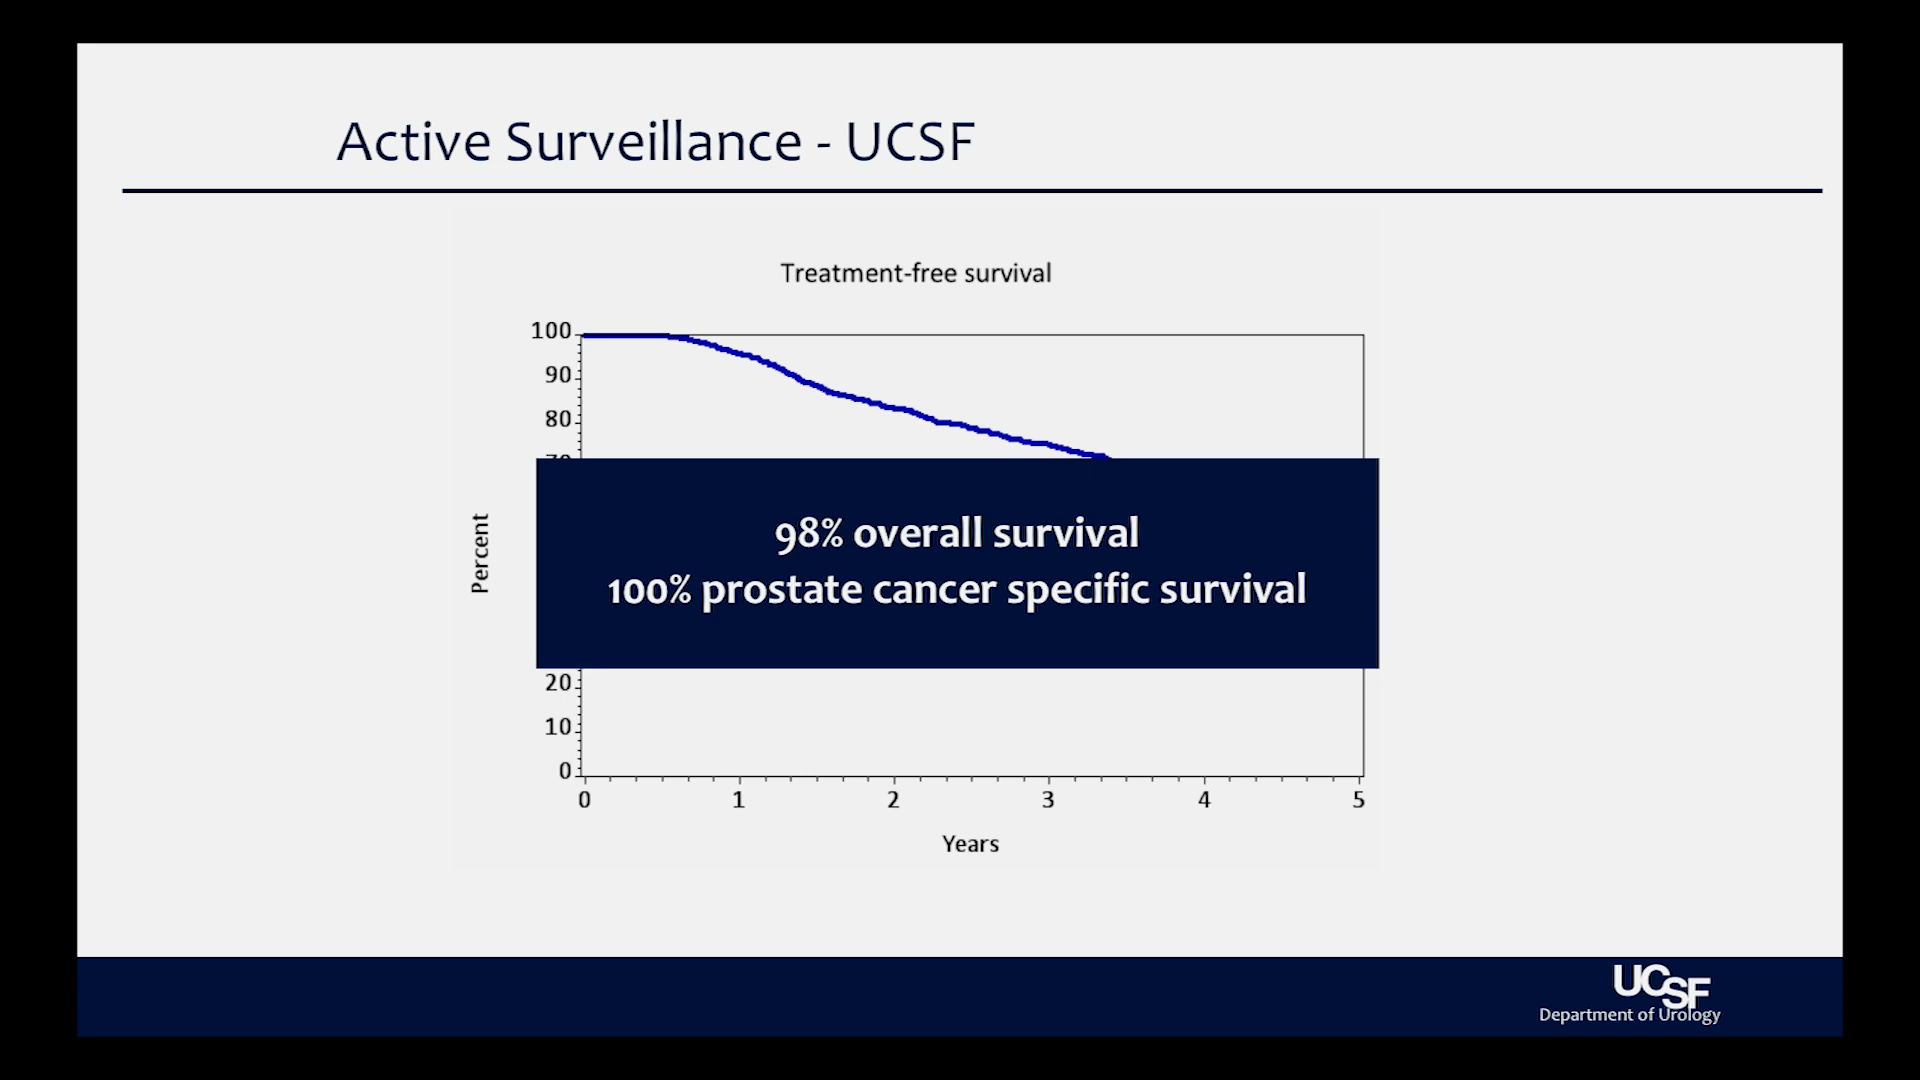 Active Surveillance - UCSF
Treatment-free survival
100
90
80
Percent
98% overall survival
100% prostate cancer specific survival
20
10
0
0 1 2 3 4 5
Years
UCSF
Department of Urology